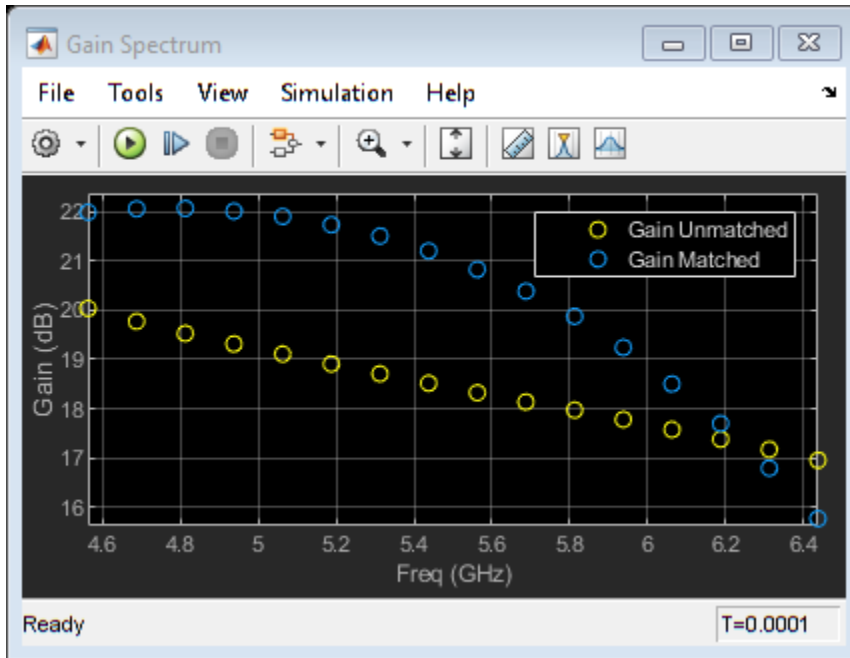 Gain Spectrum
File Tools View Simulation Help
22
21
20
19
18
17
16
Gain (dB)
Gain Unmatched
Gain Matched
4.6 4.8 5 5.2 5.4 5.6 5.8 6 6.2 6.4
Freq (GHz)
Ready T=0.0001